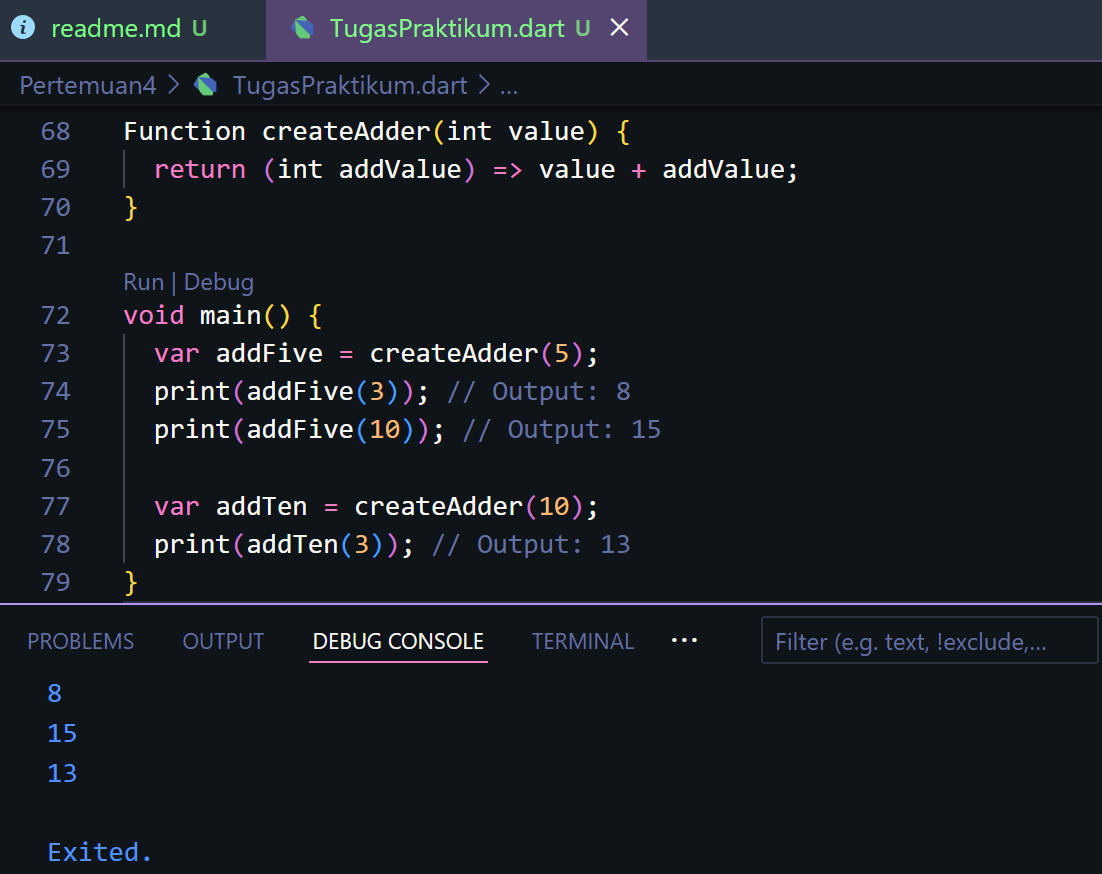 readme.md U TugasPraktikum.dart U
Pertemuan4 > TugasPraktikum.dart > ...
68 Function createAdder(int value) {
69 return (int addValue) => value + addValue;
70 }
71
Run | Debug
72 void main() {
73 var addFive = createAdder(5);
74 print(addFive(3)); // Output: 8
75 print(addFive(10)); // Output: 15
76
77 var addTen = createAdder(10);
78 print(addTen(3)); // Output: 13
79 }
PROBLEMS OUTPUT DEBUG CONSOLE TERMINAL ... Filter (e.g. text, !exclude,...
8
15
13
Exited.